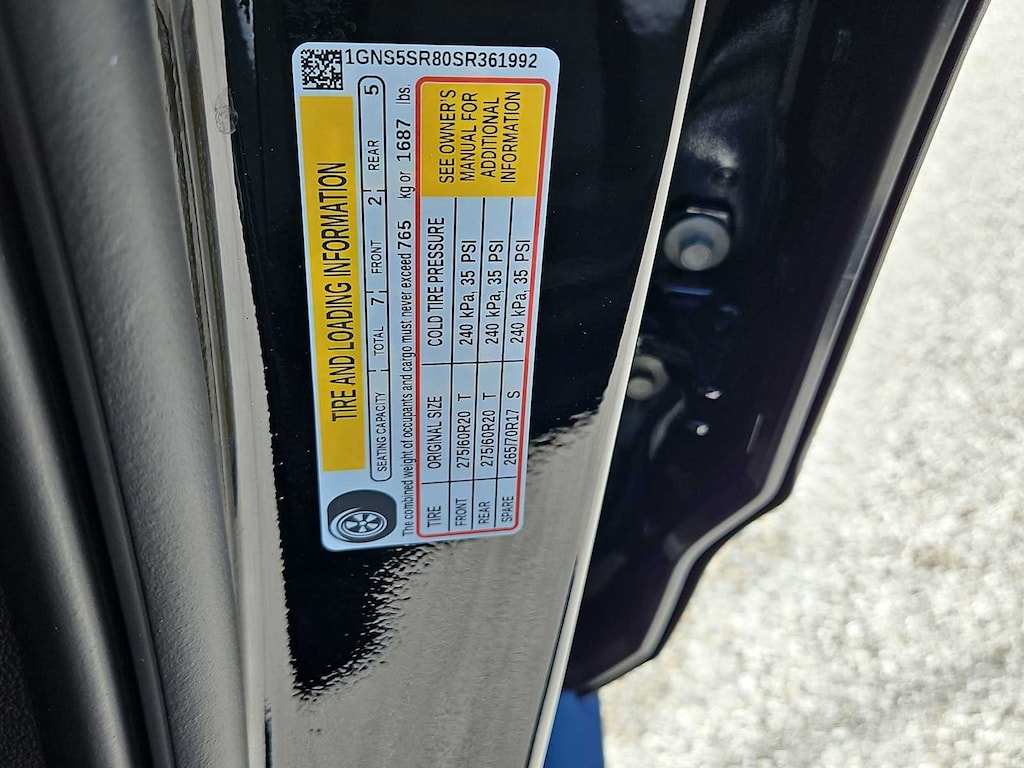 1GNS5SR80SR361992
TIRE AND LOADING INFORMATION
SEATING CAPACITY TOTAL 7 FRONT 2 REAR 5
The combined weight of occupants and cargo must never exceed 765 kg or 1687 lbs.
TIRE ORIGINAL SIZE COLD TIRE PRESSURE
FRONT 275/60R20 T 240 kPa, 35 PSI
REAR 275/60R20 T 240 kPa, 35 PSI
SPARE 265/70R17 S 240 kPa, 35 PSI
SEE OWNER'S
MANUAL FOR
ADDITIONAL
INFORMATION